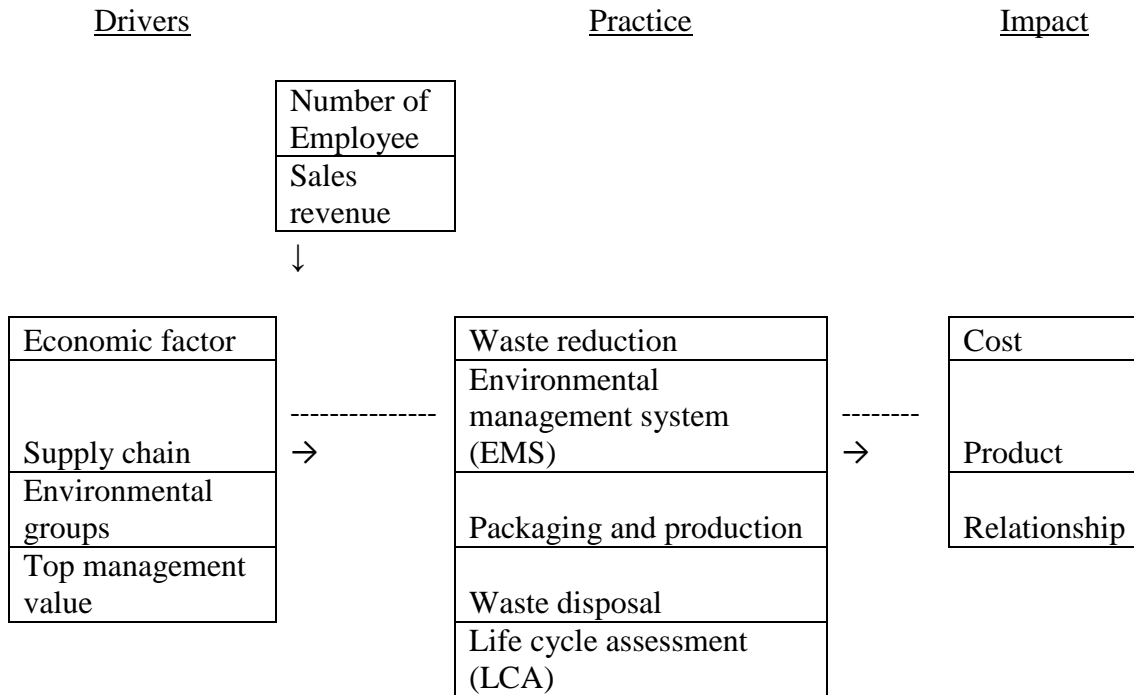 Drivers
Practice
Impact
Number of
Employee
Sales
revenue
↓
Economic factor
Supply chain
Environmental
groups
Top management
value
---------------
→
Waste reduction
Environmental
management system
(EMS)
Packaging and production
Waste disposal
Life cycle assessment
(LCA)
--------
→
Cost
Product
Relationship